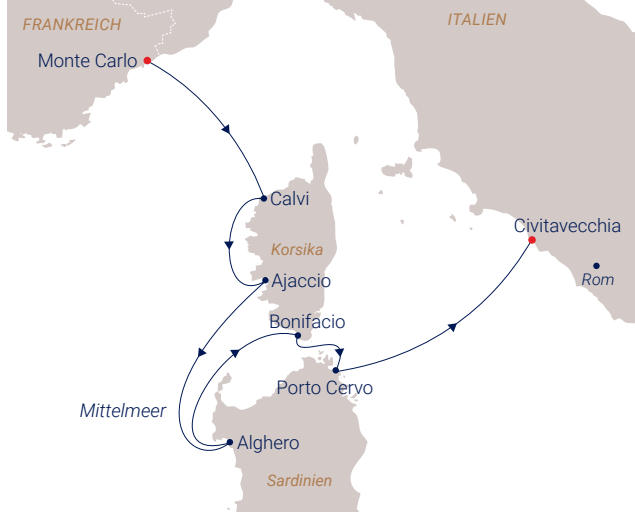 FRANKREICH
ITALIEN
Monte Carlo
Calvi
Civitavecchia
Korsika
Ajaccio
Rom
Bonifacio
Porto Cervo
Mittelmeer
Alghero
Sardinien